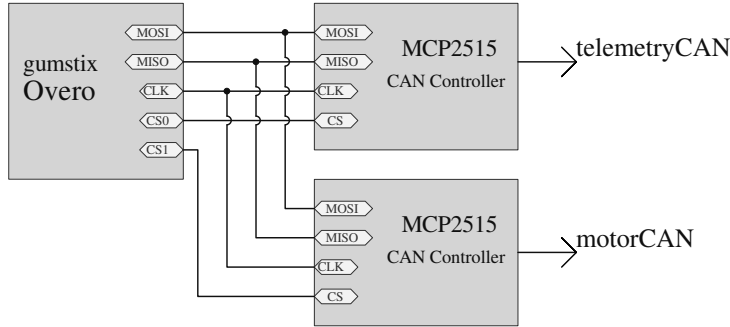 gumstix
Overo
MOSI
MISO
CLK
CS0
CS1
MOSI
MISO
CLK
CS
MCP2515
CAN Controller
telemetryCAN
MOSI
MISO
CLK
CS
MCP2515
CAN Controller
motorCAN